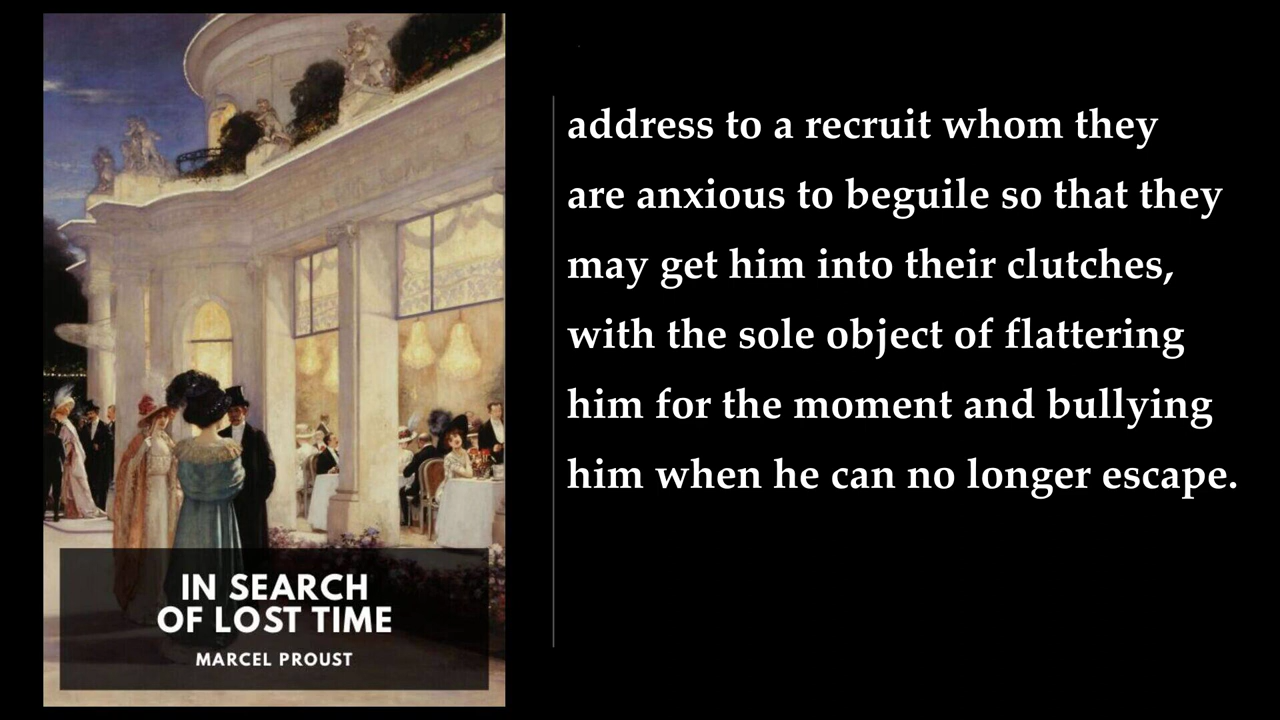 IN SEARCH
OF LOST TIME
MARCEL PROUST
address to a recruit whom they
are anxious to beguile so that they
may get him into their clutches,
with the sole object of flattering
him for the moment and bullying
him when he can no longer escape.